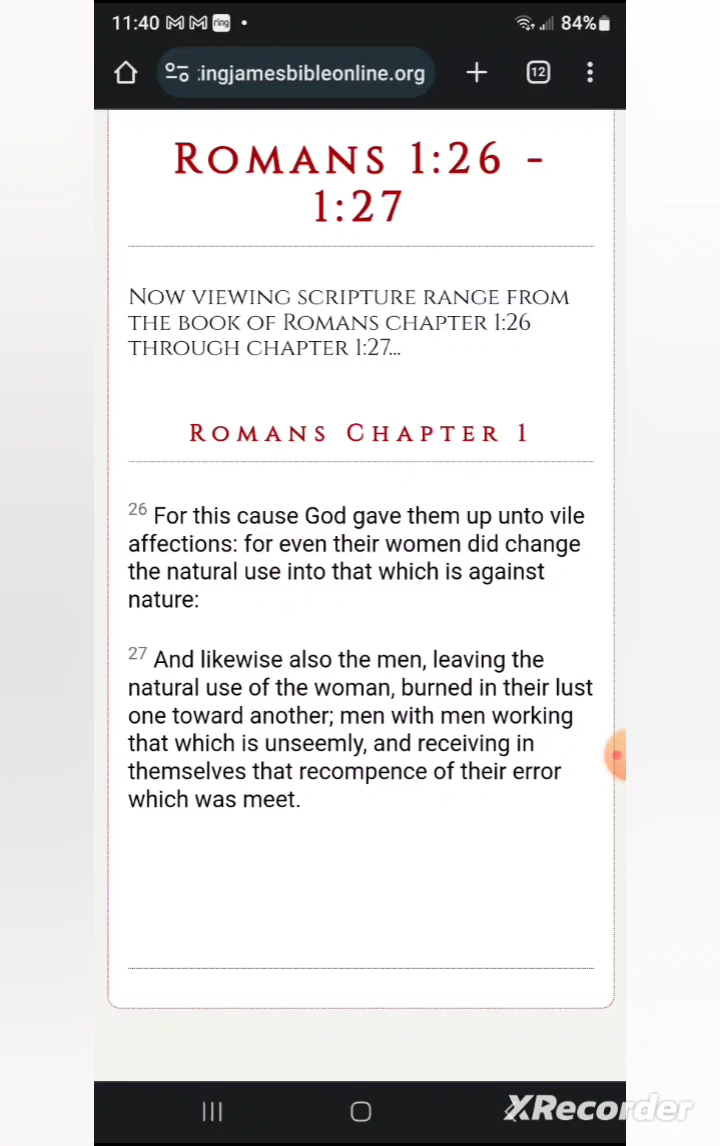 11:40 ring 84%
:ingjamesbibleonline.org 12
Romans 1:26 -
1:27
Now viewing scripture range from
the book of Romans chapter 1:26
through chapter 1:27...
Romans Chapter 1
26 For this cause God gave them up unto vile
affections: for even their women did change
the natural use into that which is against
nature:
27 And likewise also the men, leaving the
natural use of the woman, burned in their lust
one toward another; men with men working
that which is unseemly, and receiving in
themselves that recompence of their error
which was meet.
XRecorder